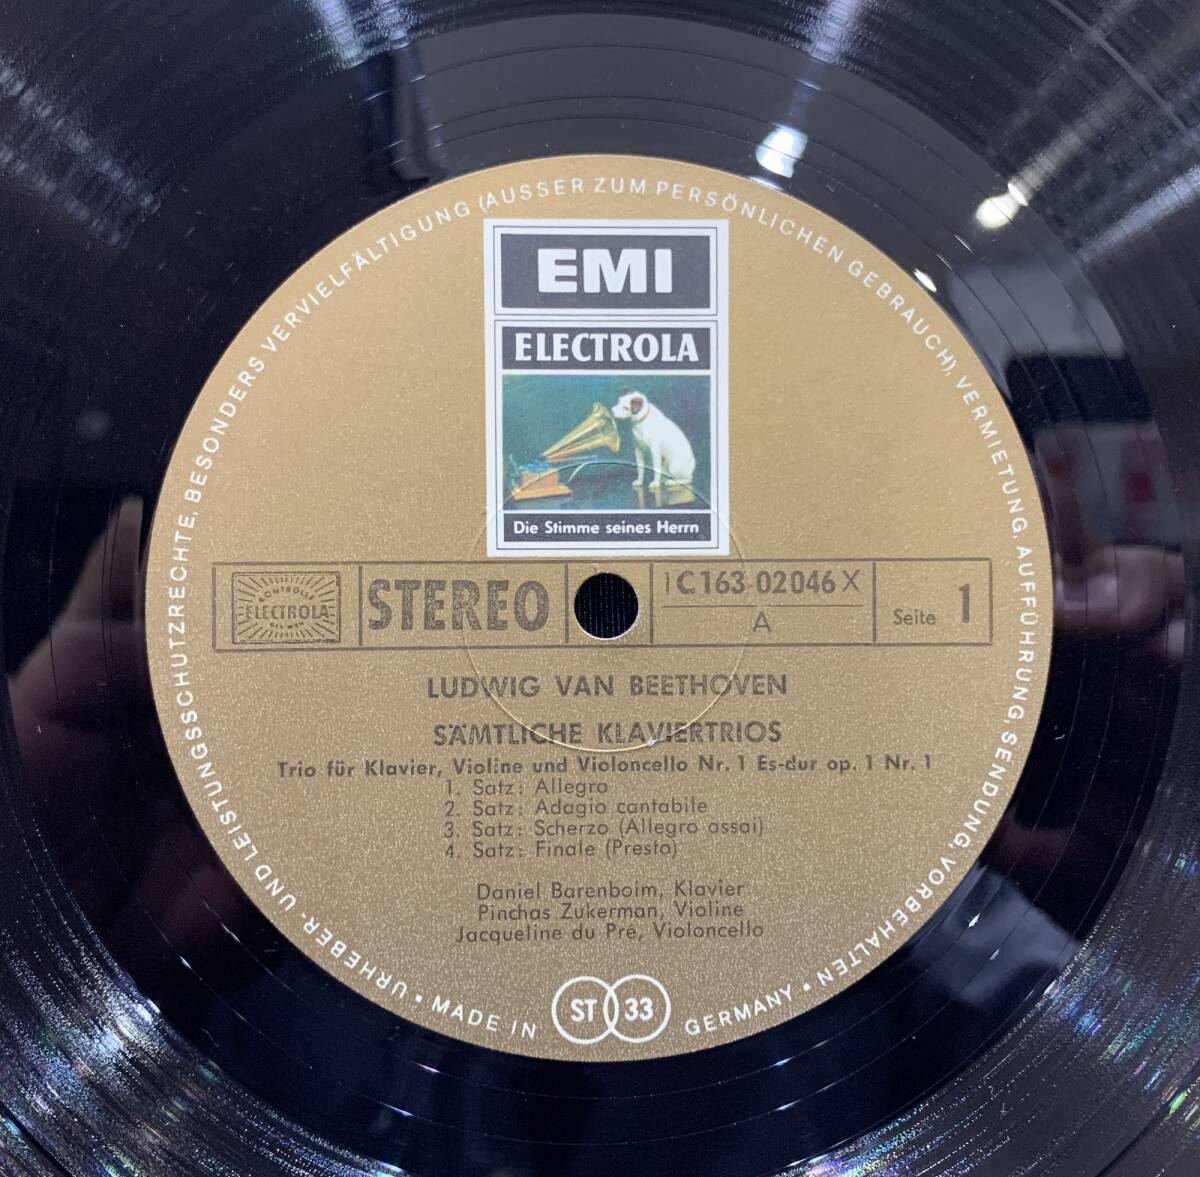 URHEBER- UND LEISTUNGSSCHUTZRECHTE, BESONDERS VERVIELFÄLTIGUNG (AUSSER ZUM PERSÖNLICHEN GEBRAUCH), VERMIETUNG, AUFFÜHRUNG, SENDUNG, VORBEHALTEN
EMI
ELECTROLA
Die Stimme seines Herrn
ELECTROLA
STEREO
1 C 163-02 046 X
A
Seite 1
LUDWIG VAN BEETHOVEN
SÄMTLICHE KLAVIERTRIOS
Trio für Klavier, Violine und Violoncello Nr. 1 Es-dur op. 1 Nr. 1
1. Satz: Allegro
2. Satz: Adagio cantabile
3. Satz: Scherzo (Allegro assai)
4. Satz: Finale (Presto)
Daniel Barenboim, Klavier
Pinchas Zukerman, Violine
Jacqueline du Pré, Violoncello
• MADE IN ST 33 GERMANY •